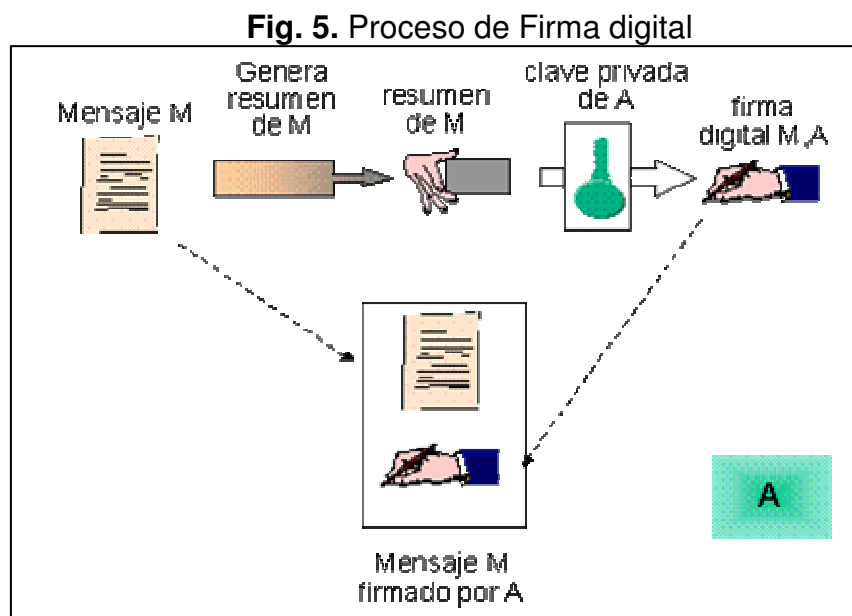 Fig. 5. Proceso de Firma digital
Mensaje M
Genera
resumen
de M
resumen
de M
clave privada
de A
firma
digital M,A
Mensaje M
firmado por A
A